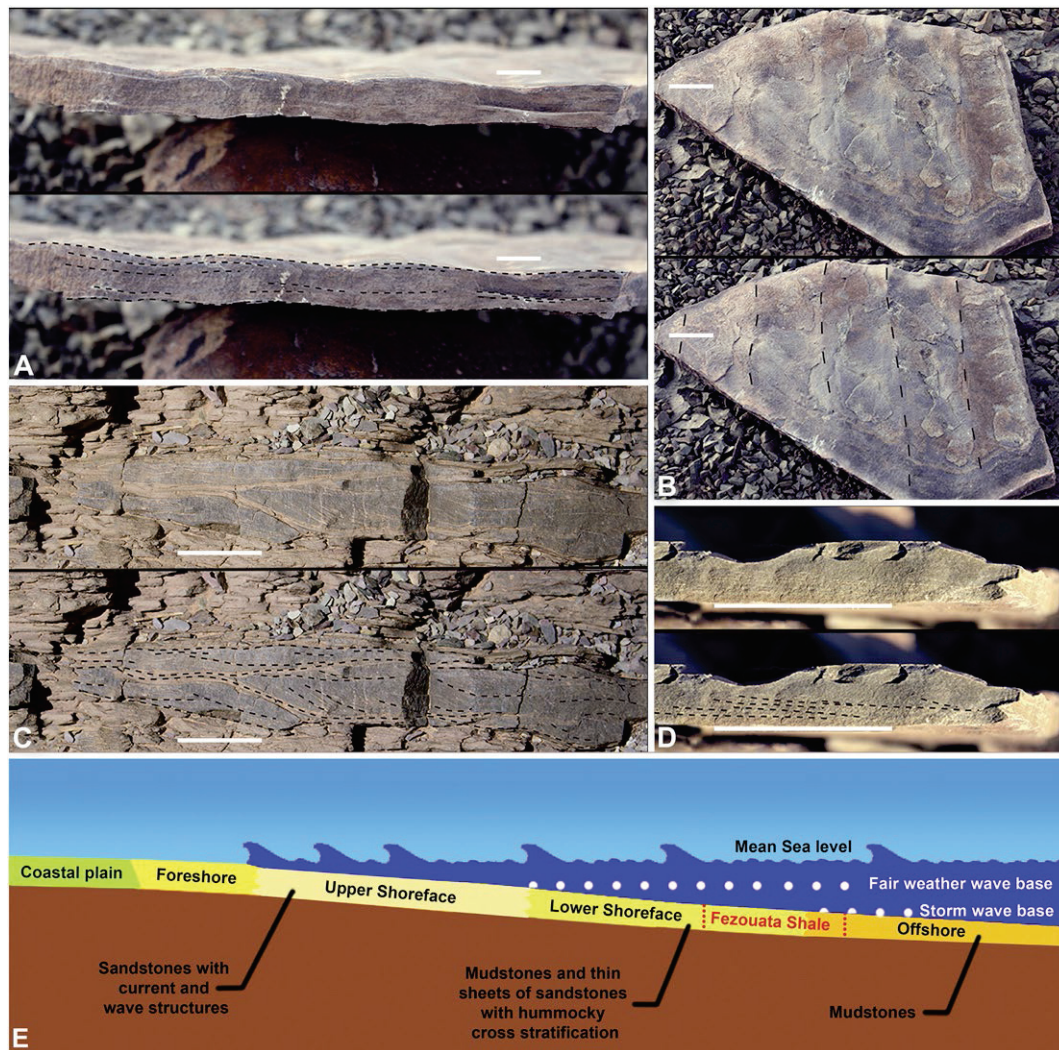 A
B
C
D
Mean Sea level
Coastal plain
Foreshore
Upper Shoreface
Fair weather wave base
Lower Shoreface
Fezouata Shale
Storm wave base
Offshore
Sandstones with
current and
wave structures
Mudstones and thin
sheets of sandstones
with hummocky
cross stratification
Mudstones
E